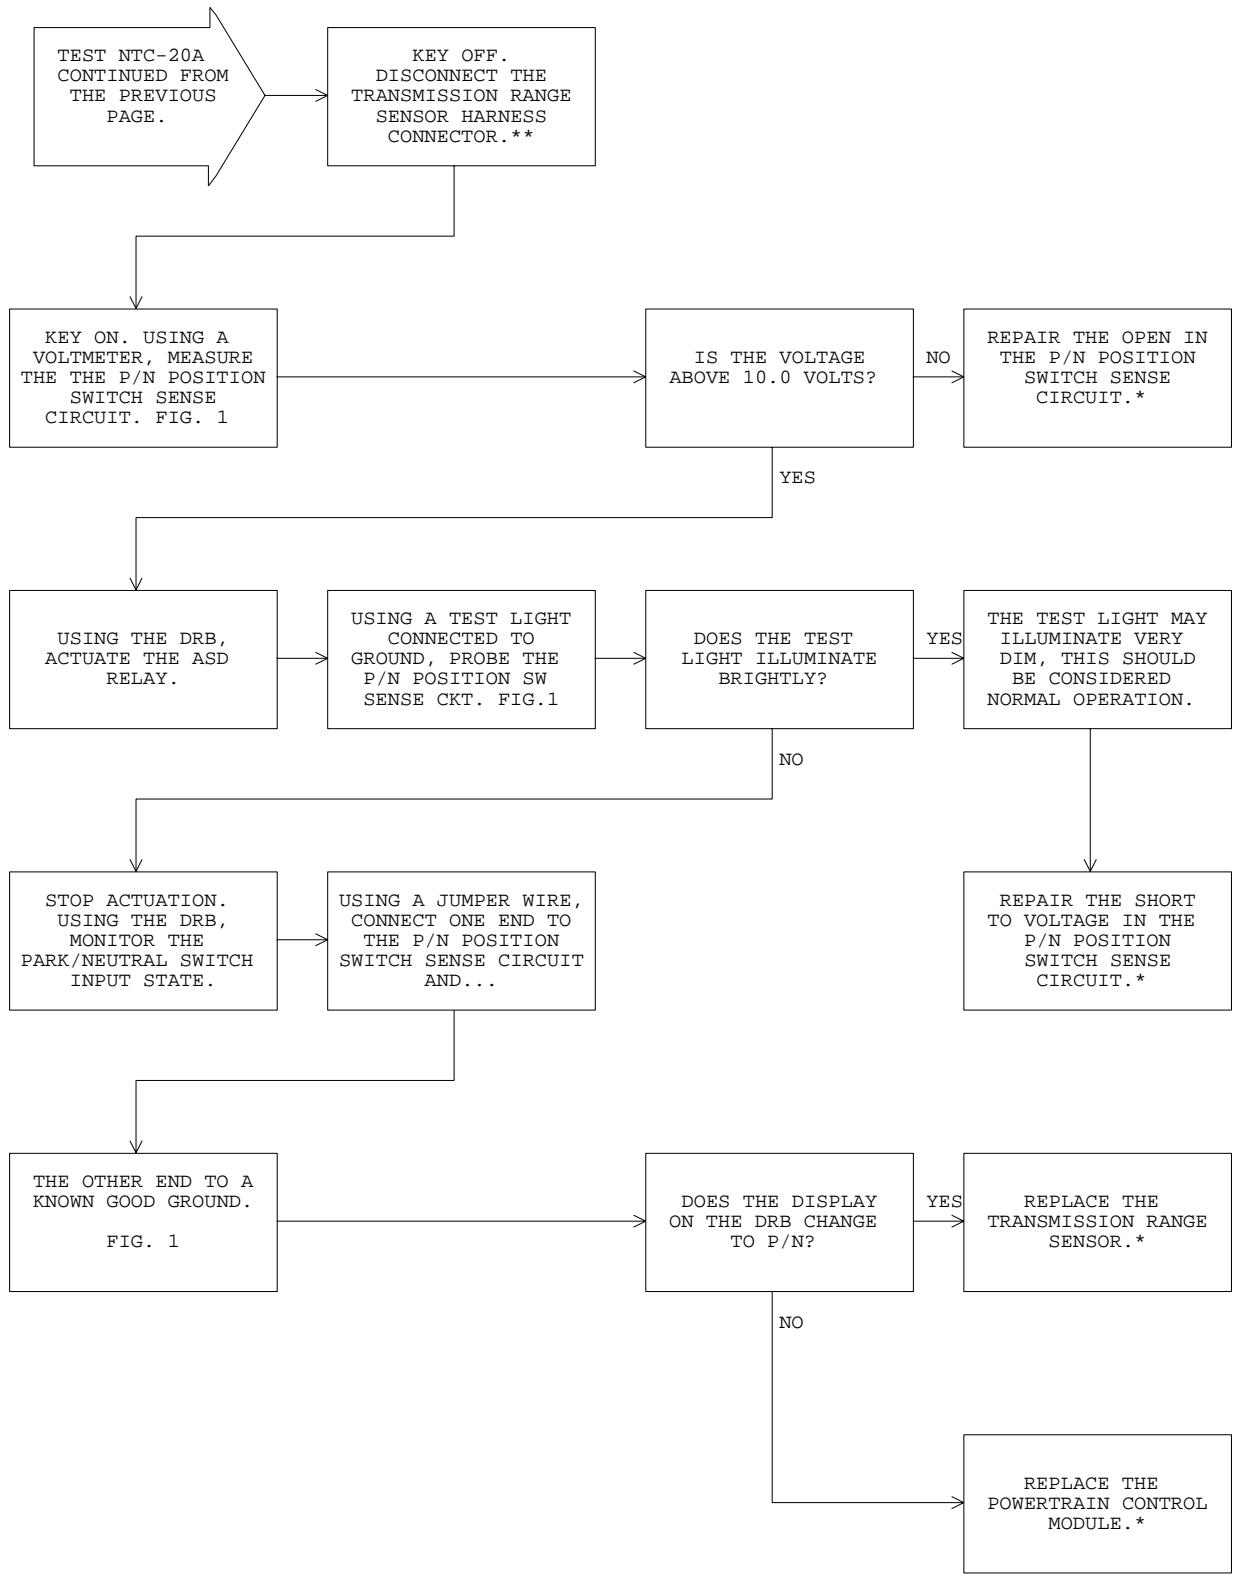 TEST NTC-20A
CONTINUED FROM
THE PREVIOUS
PAGE.
KEY OFF.
DISCONNECT THE
TRANSMISSION RANGE
SENSOR HARNESS
CONNECTOR.**
KEY ON. USING A
VOLTMETER, MEASURE
THE THE P/N POSITION
SWITCH SENSE
CIRCUIT. FIG. 1
IS THE VOLTAGE
ABOVE 10.0 VOLTS?
NO
REPAIR THE OPEN IN
THE P/N POSITION
SWITCH SENSE
CIRCUIT.*
YES
USING THE DRB,
ACTUATE THE ASD
RELAY.
USING A TEST LIGHT
CONNECTED TO
GROUND, PROBE THE
P/N POSITION SW
SENSE CKT. FIG.1
DOES THE TEST
LIGHT ILLUMINATE
BRIGHTLY?
YES
THE TEST LIGHT MAY
ILLUMINATE VERY
DIM, THIS SHOULD
BE CONSIDERED
NORMAL OPERATION.
NO
STOP ACTUATION.
USING THE DRB,
MONITOR THE
PARK/NEUTRAL SWITCH
INPUT STATE.
USING A JUMPER WIRE,
CONNECT ONE END TO
THE P/N POSITION
SWITCH SENSE CIRCUIT
AND...
REPAIR THE SHORT
TO VOLTAGE IN THE
P/N POSITION
SWITCH SENSE
CIRCUIT.*
THE OTHER END TO A
KNOWN GOOD GROUND.
FIG. 1
DOES THE DISPLAY
ON THE DRB CHANGE
TO P/N?
YES
REPLACE THE
TRANSMISSION RANGE
SENSOR.*
NO
REPLACE THE
POWERTRAIN CONTROL
MODULE.*